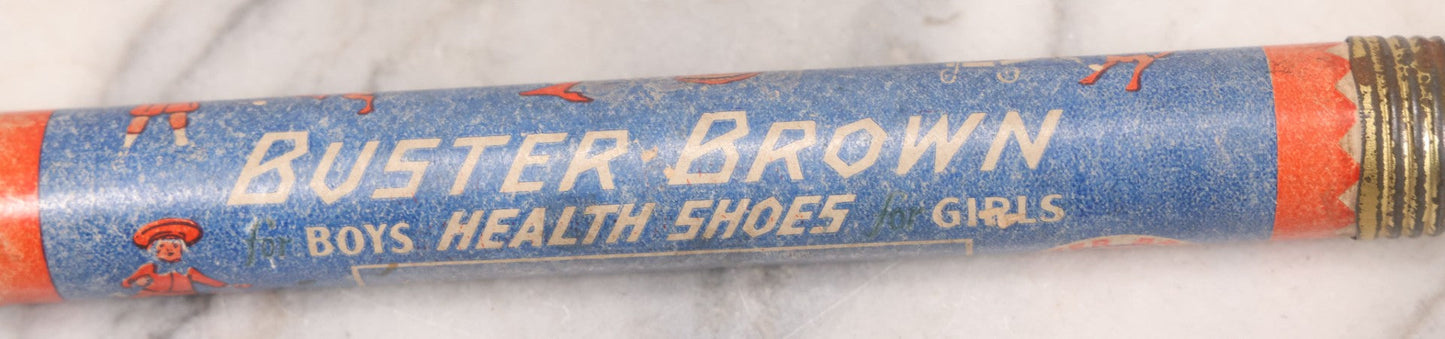 BUSTER BROWN
for BOYS HEALTH SHOES for GIRLS